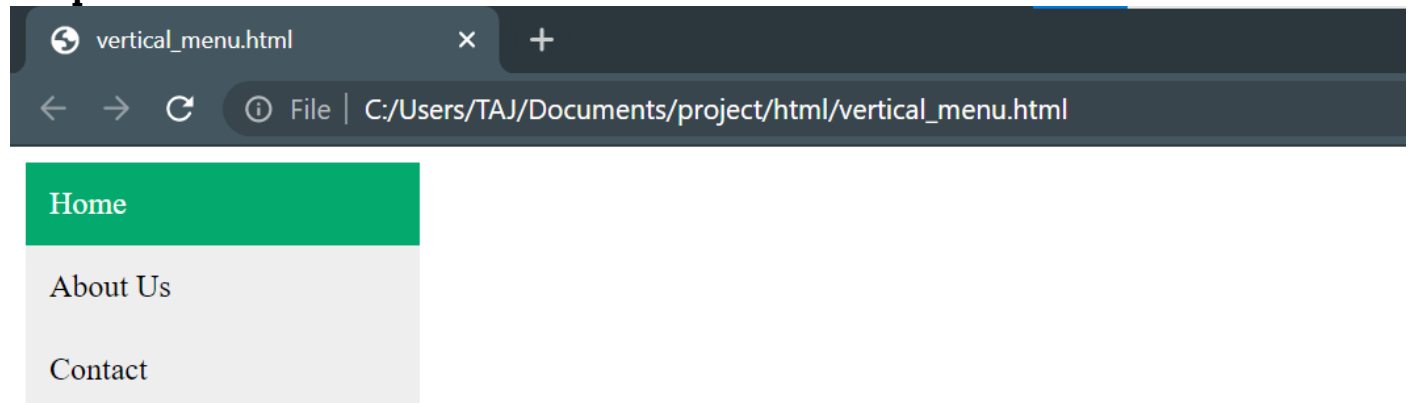 vertical_menu.html
File C:/Users/TAJ/Documents/project/html/vertical_menu.html
Home
About Us
Contact